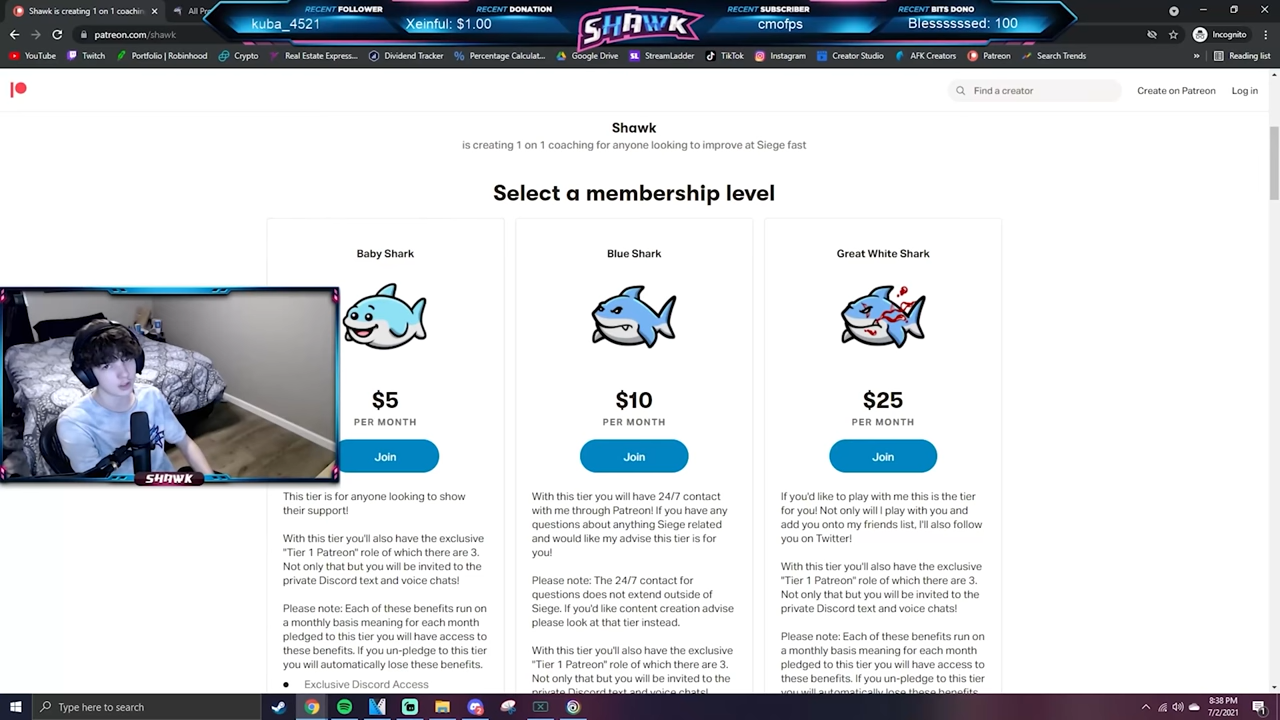 Shawk is creating 1 on 1 coachin
All P
RECENT FOLLOWER
kuba_4521
RECENT DONATION
Xeinful: $1.00
SHAWK
RECENT SUBSCRIBER
cmofps
RECENT BITS DONO
Blesssssed: 100
patreon.com/shawk
Incognito
YouTube
Twitch
Portfolio | Robinhood
Crypto
Real Estate Express...
Dividend Tracker
Percentage Calculat...
Google Drive
StreamLadder
TikTok
Instagram
Creator Studio
AFK Creators
Patreon
Search Trends
Reading list
Find a creator
Create on Patreon
Log in
Shawk
is creating 1 on 1 coaching for anyone looking to improve at Siege fast
Select a membership level
Baby Shark
$5
PER MONTH
Join
This tier is for anyone looking to show
their support!
With this tier you'll also have the exclusive
"Tier 1 Patreon" role of which there are 3.
Not only that but you will be invited to the
private Discord text and voice chats!
Please note: Each of these benefits run on
a monthly basis meaning for each month
pledged to this tier you will have access to
these benefits. If you un-pledge to this tier
you will automatically lose these benefits.
Exclusive Discord Access
Blue Shark
$10
PER MONTH
Join
With this tier you will have 24/7 contact
with me through Patreon! If you have any
questions about anything Siege related
and would like my advise this tier is for
you!
Please note: The 24/7 contact for
questions does not extend outside of
Siege. If you'd like content creation advise
please look at that tier instead.
With this tier you'll also have the exclusive
"Tier 1 Patreon" role of which there are 3.
Not only that but you will be invited to the
private Discord text and voice chats!
Great White Shark
$25
PER MONTH
Join
If you'd like to play with me this is the tier
for you! Not only will I play with you and
add you onto my friends list, I'll also follow
you on Twitter!
With this tier you'll also have the exclusive
"Tier 1 Patreon" role of which there are 3.
Not only that but you will be invited to the
private Discord text and voice chats!
Please note: Each of these benefits run on
a monthly basis meaning for each month
pledged to this tier you will have access to
these benefits. If you un-pledge to this tier
you will automatically lose these benefits
SHAWK
Type here to search
8:38 PM
7/2/2021